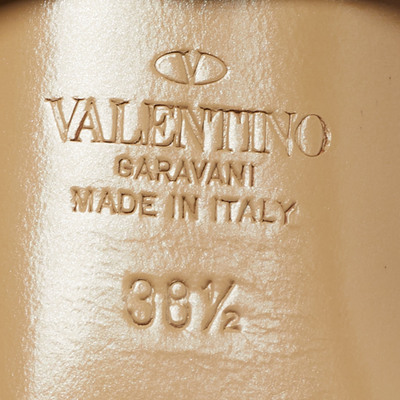 VALENTINO
GARAVANI
MADE IN ITALY
38½